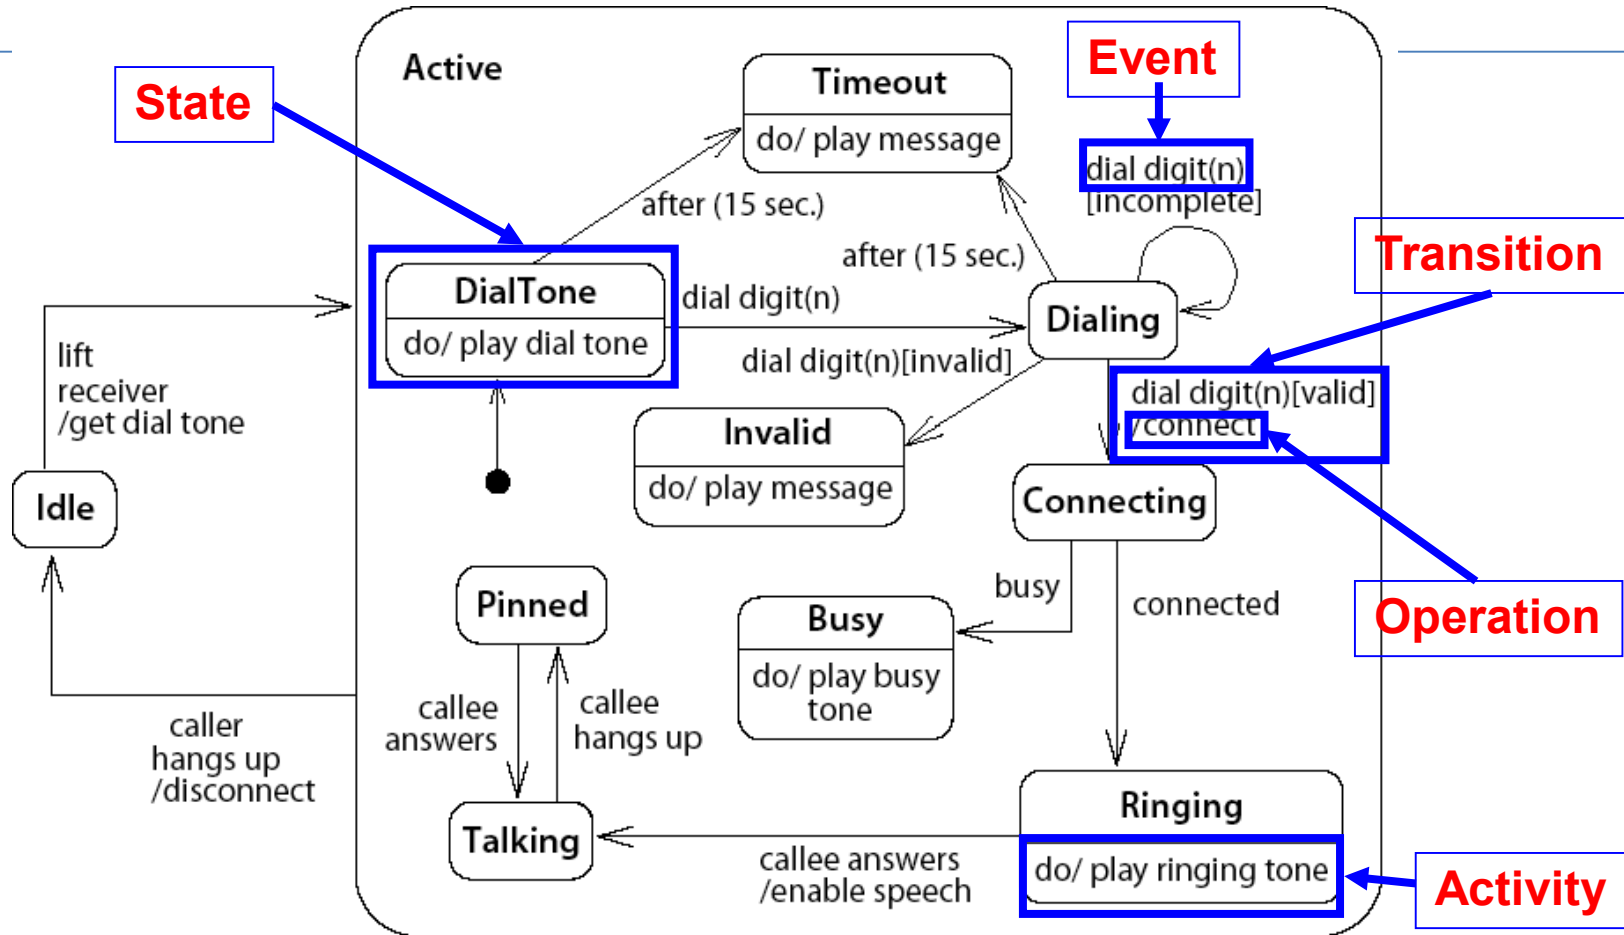 Active
State
Timeout
do/ play message
Event
dial digit(n)
[incomplete]
after (15 sec.)
after (15 sec.)
Transition
DialTone
do/ play dial tone
dial digit(n)
Dialing
lift
receiver
/get dial tone
dial digit(n)[invalid]
dial digit(n)[valid]
/connect
Invalid
do/ play message
Idle
Connecting
Operation
Pinned
busy
connected
Busy
do/ play busy
tone
callee
answers
callee
hangs up
caller
hangs up
/disconnect
Talking
Ringing
do/ play ringing tone
callee answers
/enable speech
Activity